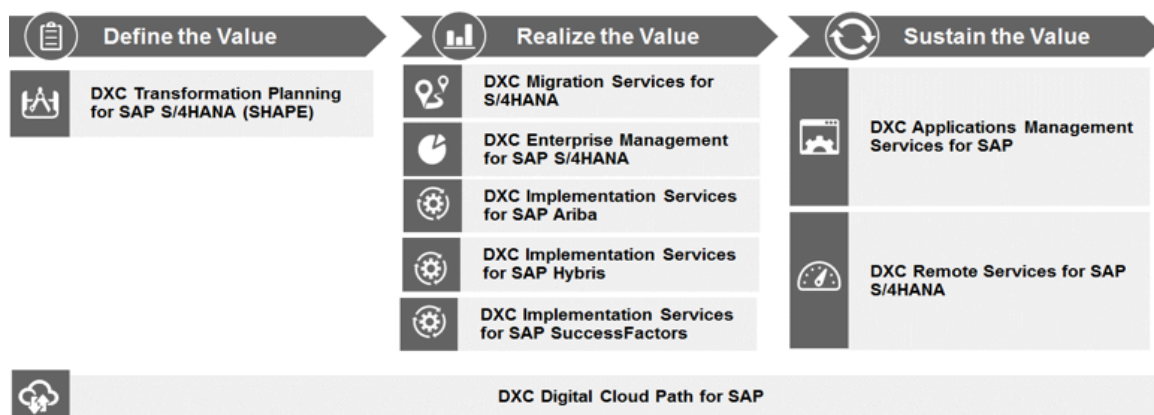 Define the Value
DXC Transformation Planning
for SAP S/4HANA (SHAPE)
Realize the Value
DXC Migration Services for
S/4HANA
DXC Enterprise Management
for SAP S/4HANA
DXC Implementation Services
for SAP Ariba
DXC Implementation Services
for SAP Hybris
DXC Implementation Services
for SAP SuccessFactors
Sustain the Value
DXC Applications Management
Services for SAP
DXC Remote Services for SAP
S/4HANA
DXC Digital Cloud Path for SAP